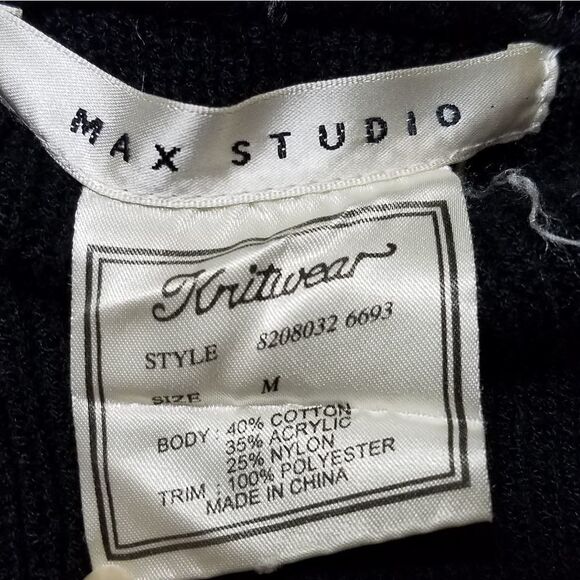 MAX STUDIO
Knitwear
STYLE 8208032 6693
SIZE M
BODY : 40% COTTON
35% ACRYLIC
25% NYLON
TRIM : 100% POLYESTER
MADE IN CHINA